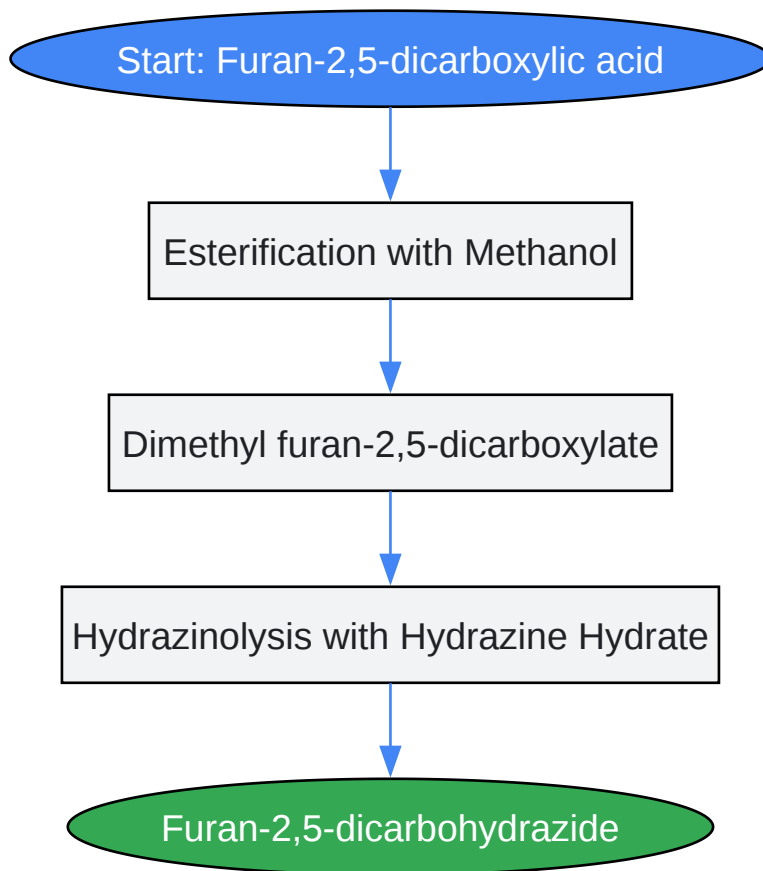 Start: Furan-2,5-dicarboxylic acid
Esterification with Methanol
Dimethyl furan-2,5-dicarboxylate
Hydrazinolysis with Hydrazine Hydrate
Furan-2,5-dicarbohydrazide